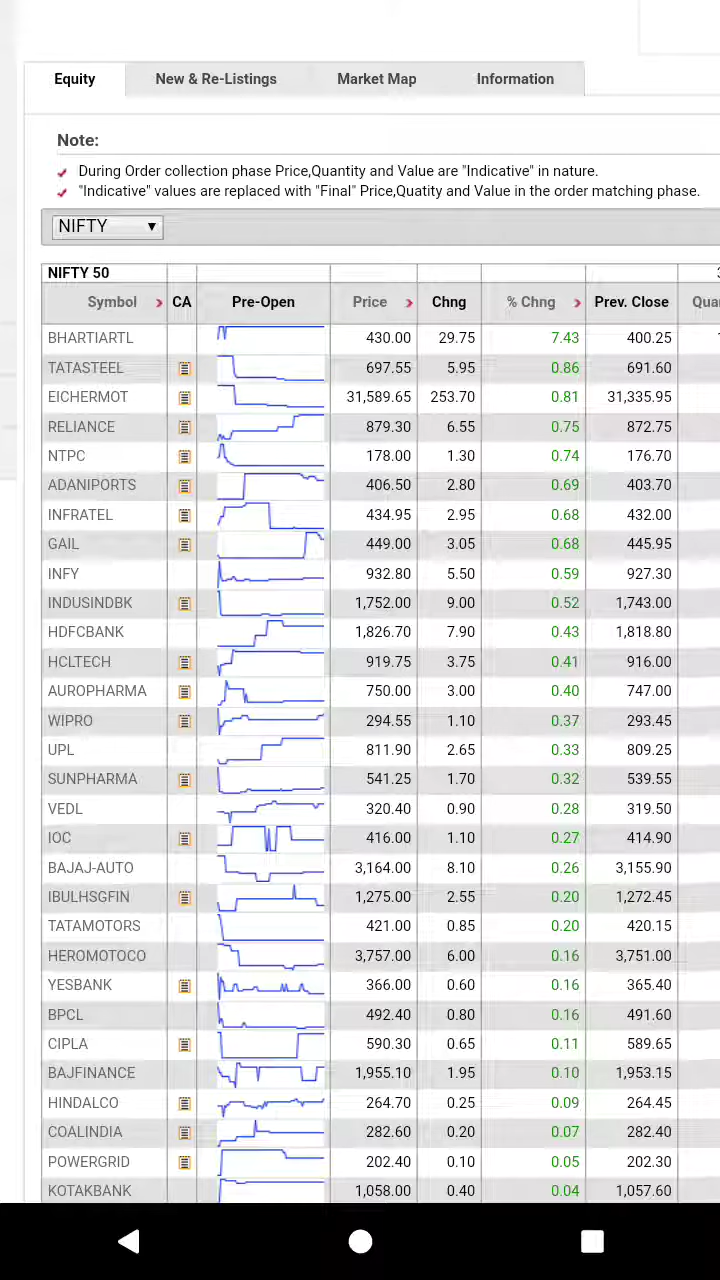 Equity New & Re-Listings Market Map Information
Note:
During Order collection phase Price,Quantity and Value are "Indicative" in nature.
"Indicative" values are replaced with "Final" Price,Quatity and Value in the order matching phase.
NIFTY
NIFTY 50
Symbol CA Pre-Open Price Chng % Chng Prev. Close
BHARTIARTL 430.00 29.75 7.43 400.25
TATASTEEL 697.55 5.95 0.86 691.60
EICHERMOT 31,589.65 253.70 0.81 31,335.95
RELIANCE 879.30 6.55 0.75 872.75
NTPC 178.00 1.30 0.74 176.70
ADANIPORTS 406.50 2.80 0.69 403.70
INFRATEL 434.95 2.95 0.68 432.00
GAIL 449.00 3.05 0.68 445.95
INFY 932.80 5.50 0.59 927.30
INDUSINDBK 1,752.00 9.00 0.52 1,743.00
HDFCBANK 1,826.70 7.90 0.43 1,818.80
HCLTECH 919.75 3.75 0.41 916.00
AUROPHARMA 750.00 3.00 0.40 747.00
WIPRO 294.55 1.10 0.37 293.45
UPL 811.90 2.65 0.33 809.25
SUNPHARMA 541.25 1.70 0.32 539.55
VEDL 320.40 0.90 0.28 319.50
IOC 416.00 1.10 0.27 414.90
BAJAJ-AUTO 3,164.00 8.10 0.26 3,155.90
IBULHSGFIN 1,275.00 2.55 0.20 1,272.45
TATAMOTORS 421.00 0.85 0.20 420.15
HEROMOTOCO 3,757.00 6.00 0.16 3,751.00
YESBANK 366.00 0.60 0.16 365.40
BPCL 492.40 0.80 0.16 491.60
CIPLA 590.30 0.65 0.11 589.65
BAJFINANCE 1,955.10 1.95 0.10 1,953.15
HINDALCO 264.70 0.25 0.09 264.45
COALINDIA 282.60 0.20 0.07 282.40
POWERGRID 202.40 0.10 0.05 202.30
KOTAKBANK 1,058.00 0.40 0.04 1,057.60